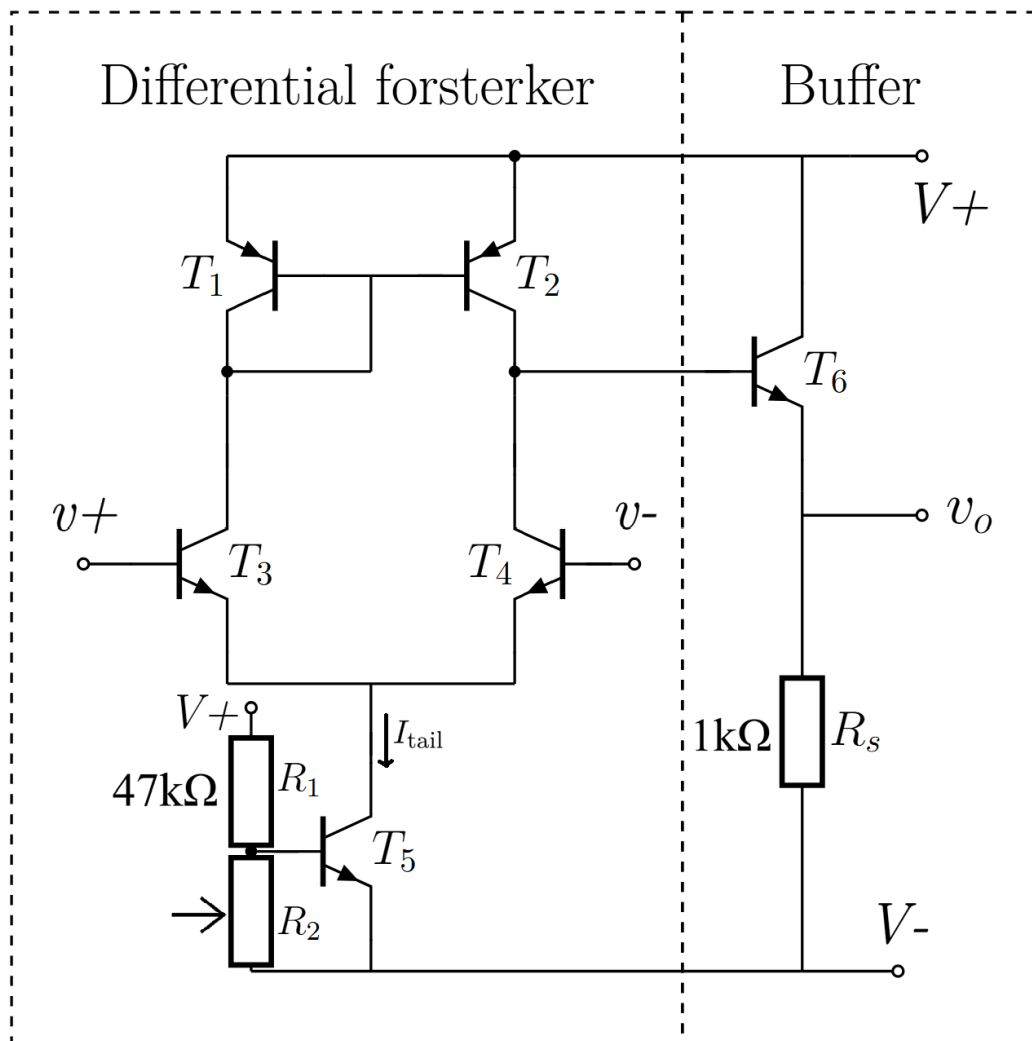 Differential forsterker
Buffer
V+
T1
T2
T6
v+
T3
T4
v-
vo
V+
Itail
47kΩ
R1
1kΩ
Rs
T5
R2
V-